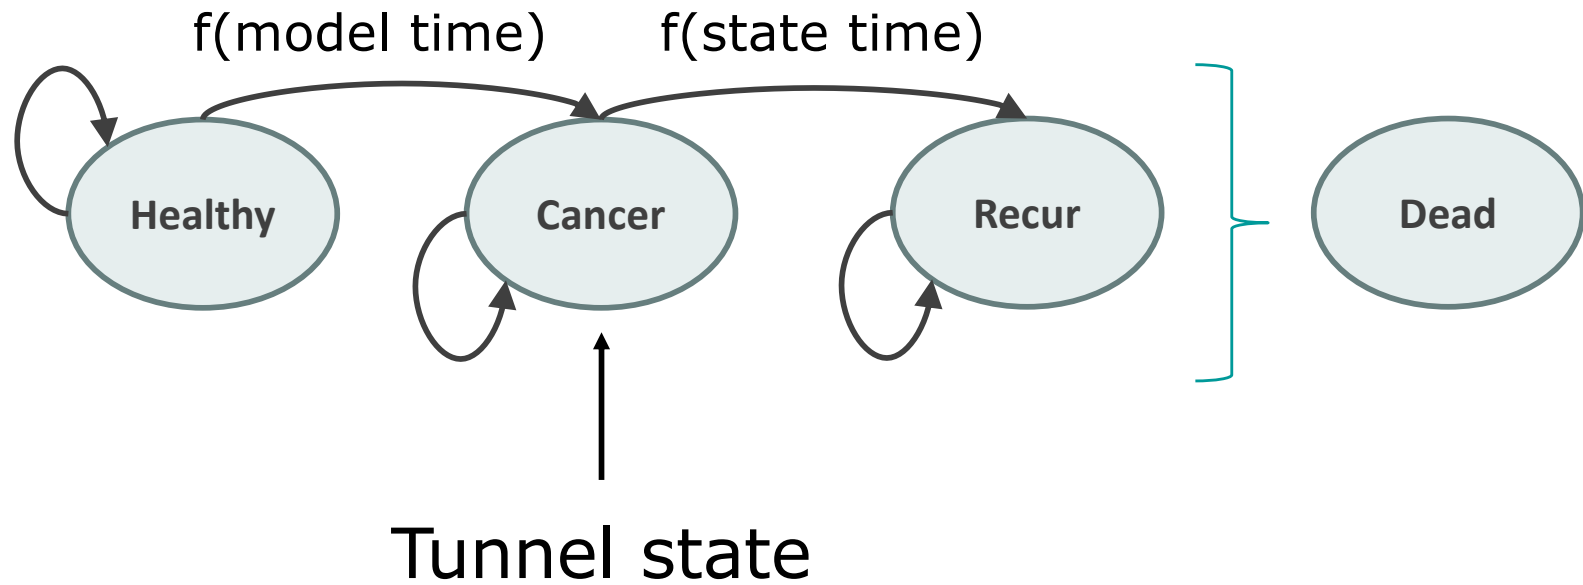 f(model time) f(state time)
Healthy Cancer Recur Dead
Tunnel state